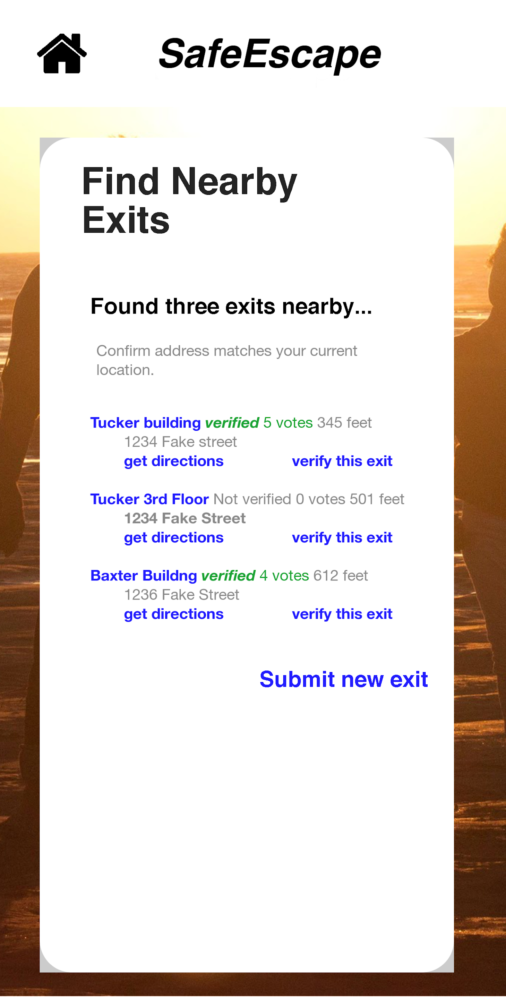 SafeEscape
Find Nearby
Exits
Found three exits nearby...
Confirm address matches your current
location.
Tucker building verified 5 votes 345 feet
1234 Fake street
get directions verify this exit
Tucker 3rd Floor Not verified 0 votes 501 feet
1234 Fake Street
get directions verify this exit
Baxter Buildng verified 4 votes 612 feet
1236 Fake Street
get directions verify this exit
Submit new exit